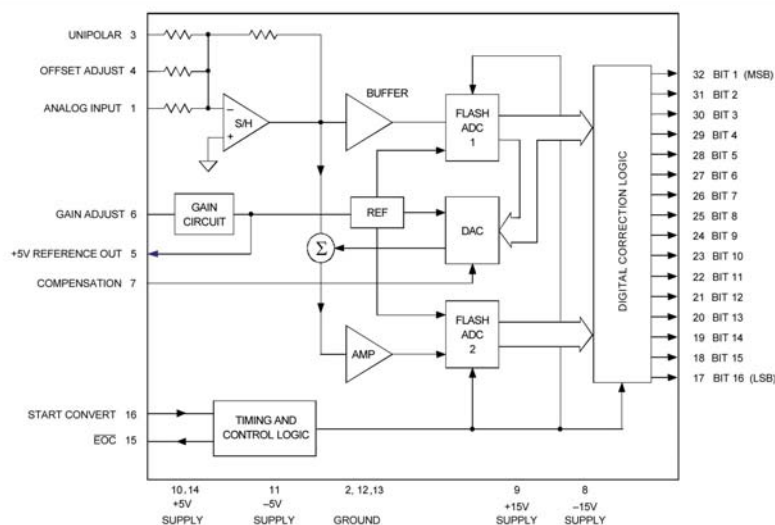 UNIPOLAR 3
OFFSET ADJUST 4
ANALOG INPUT 1
−
+
S/H
BUFFER
FLASH
ADC
1
GAIN ADJUST 6
GAIN
CIRCUIT
REF
DAC
+5V REFERENCE OUT 5
Σ
COMPENSATION 7
FLASH
ADC
2
AMP
START CONVERT 16
EOC 15
TIMING AND
CONTROL LOGIC
DIGITAL CORRECTION LOGIC
32 BIT 1 (MSB)
31 BIT 2
30 BIT 3
29 BIT 4
28 BIT 5
27 BIT 6
26 BIT 7
25 BIT 8
24 BIT 9
23 BIT 10
22 BIT 11
21 BIT 12
20 BIT 13
19 BIT 14
18 BIT 15
17 BIT 16 (LSB)
10, 14
+5V
SUPPLY
11
–5V
SUPPLY
2, 12,13
GROUND
9
+15V
SUPPLY
8
–15V
SUPPLY